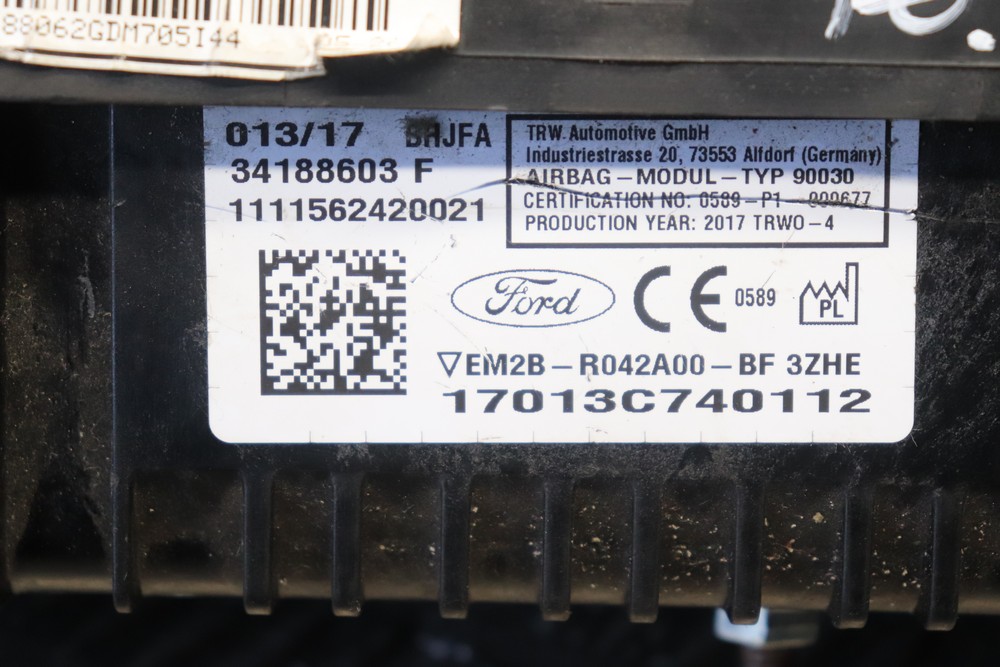 88062GDM705I44
013/17
34188603 F
1111562420021
TRW Automotive GmbH
Industriestrasse 20, 73553 Alfdorf (Germany)
AIRBAG-MODUL-TYP 90030
CERTIFICATION NO: 0589-P1-000677
PRODUCTION YEAR: 2017 TRWO-4
Ford
CE 0589
PL
EM2B-R042A00-BF 3ZHE
17013C740112